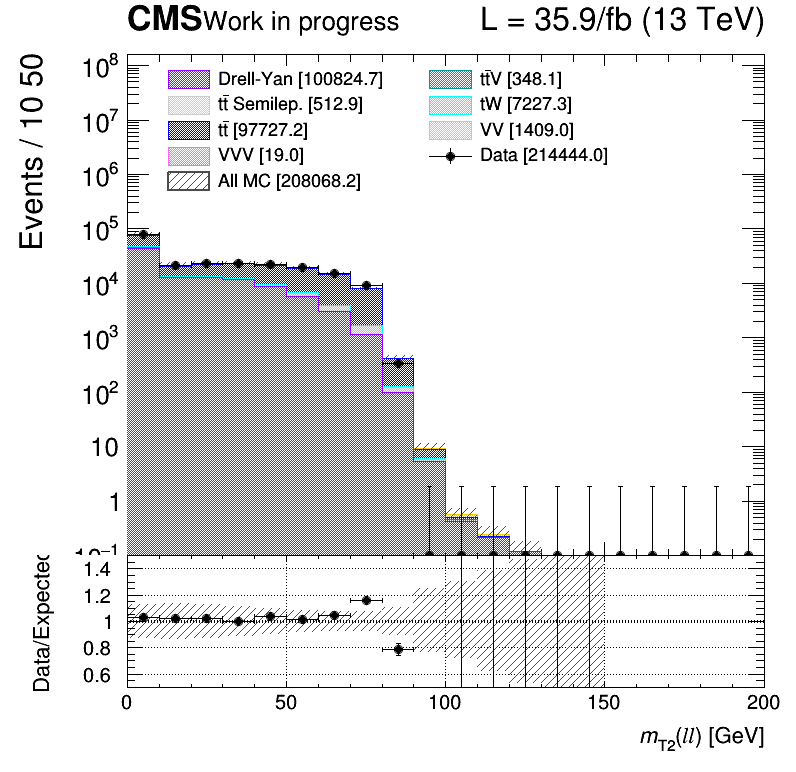 CMS Work in progress L = 35.9/fb (13 TeV)
Events / 10 50
10⁸
10⁷
10⁶
10⁵
10⁴
10³
10²
10
1
10⁻¹
Drell-Yan [100824.7]
tt̄ Semilep. [512.9]
tt̄ [97727.2]
VVV [19.0]
All MC [208068.2]
tt̄V [348.1]
tW [7227.3]
VV [1409.0]
Data [214444.0]
Data/Expected
1.4
1.2
1
0.8
0.6
0 50 100 150 200
m_T2(ll) [GeV]